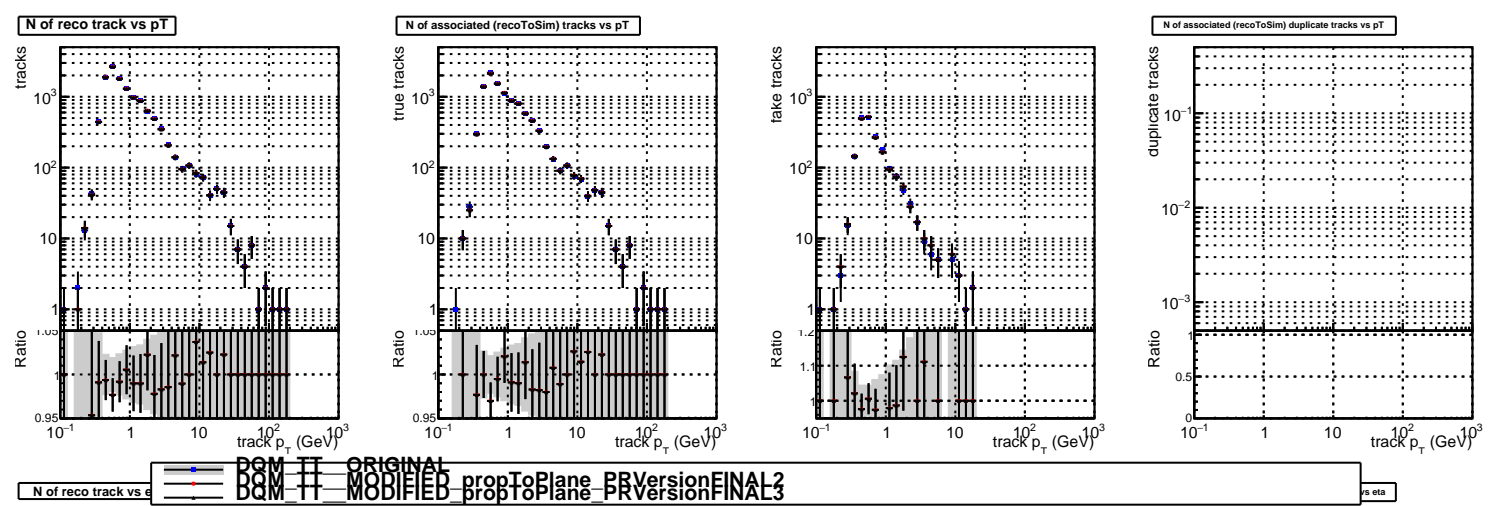 N of reco track vs pT
N of associated (recoToSim) tracks vs pT
N of associated (recoToSim) duplicate tracks vs pT
tracks
10³
10²
10
1
Ratio
1.05
1
0.95
10⁻¹ 1 10 10² 10³
track p_T (GeV)
true tracks
10³
10²
10
1
Ratio
1.05
1
0.95
10⁻¹ 1 10 10² 10³
track p_T (GeV)
fake tracks
10³
10²
10
1
Ratio
1.2
1.1
1
10⁻¹ 1 10 10² 10³
track p_T (GeV)
duplicate tracks
10⁻¹
10⁻²
10⁻³
Ratio
1
0.5
0
10⁻¹ 1 10 10² 10³
track p_T (GeV)
DQM_TT__ORIGINAL
DQM_TT__MODIFIED_propToPlane_PRVersionFINAL2
DQM_TT__MODIFIED_propToPlane_PRVersionFINAL3
N of reco track vs e
vs eta